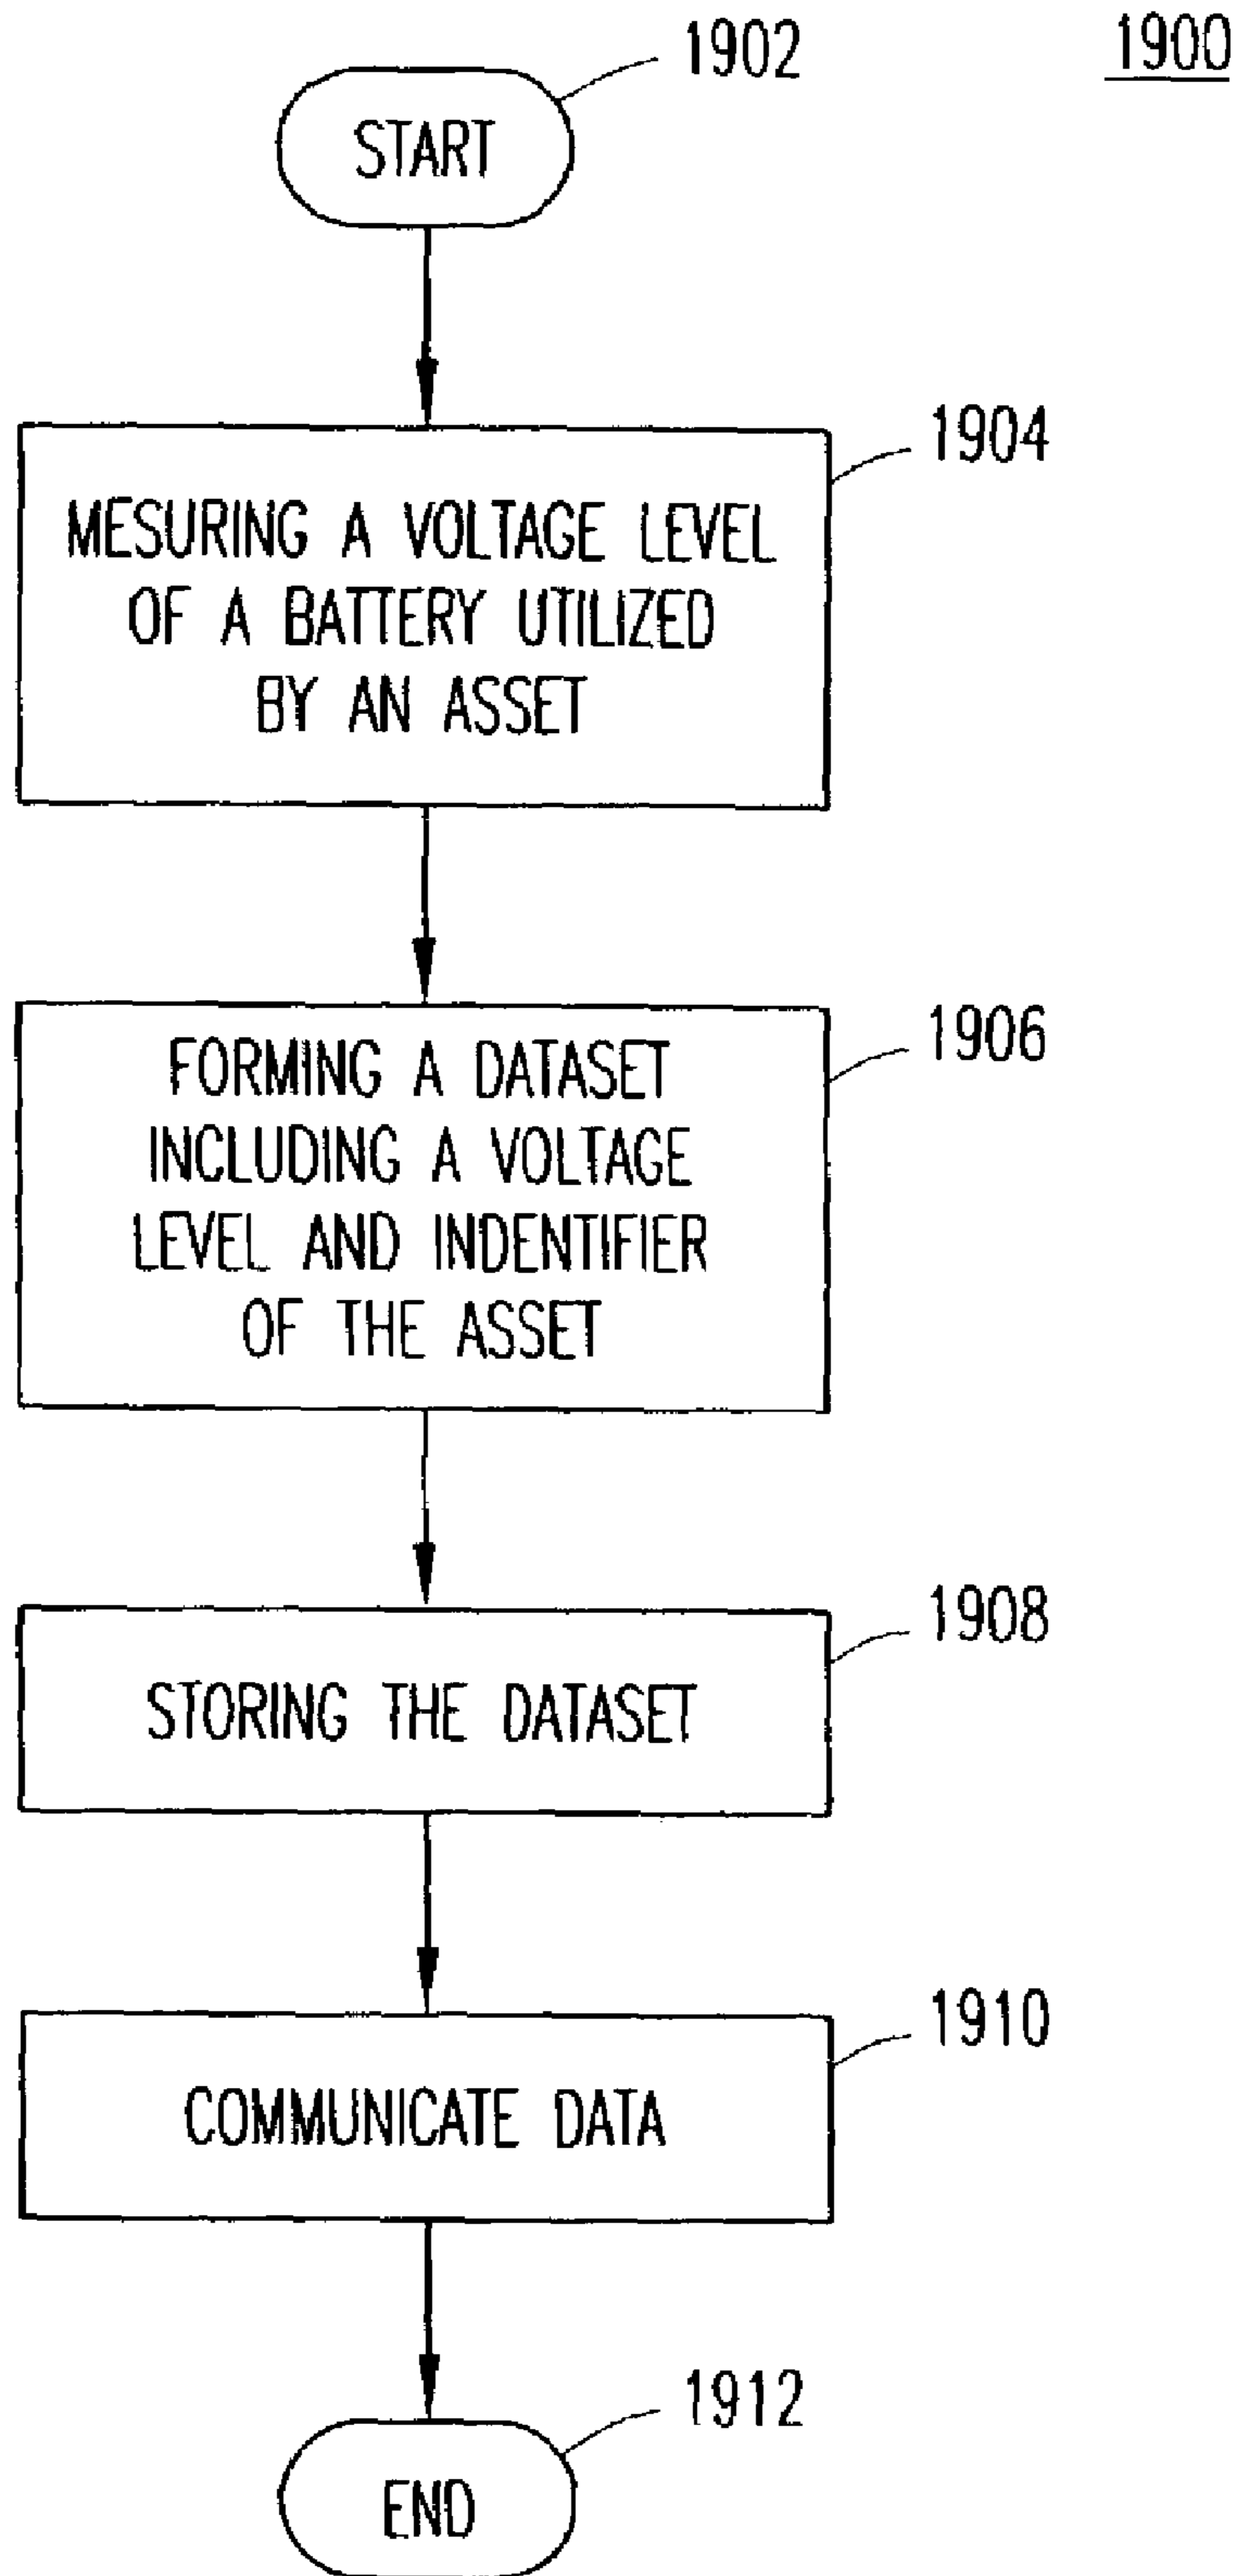 1900
1902
START
1904
MESURING A VOLTAGE LEVEL
OF A BATTERY UTILIZED
BY AN ASSET
1906
FORMING A DATASET
INCLUDING A VOLTAGE
LEVEL AND INDENTIFIER
OF THE ASSET
1908
STORING THE DATASET
1910
COMMUNICATE DATA
1912
END